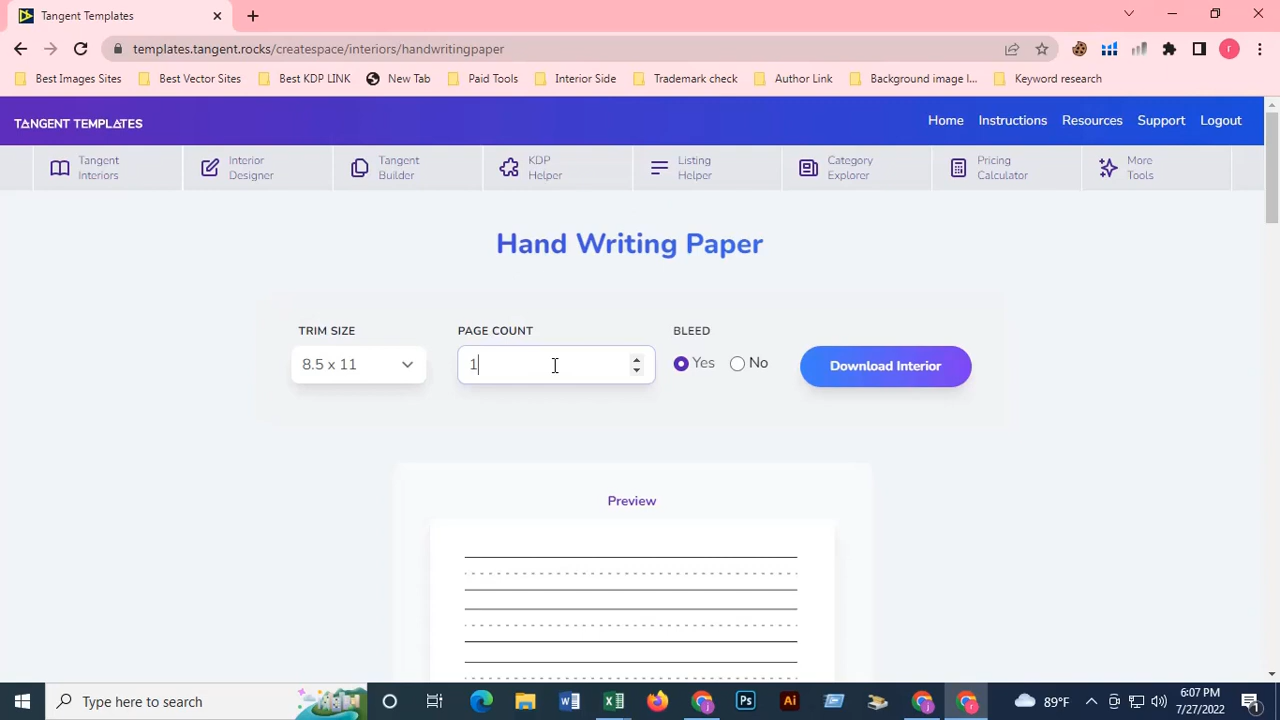 Tangent Templates
templates.tangent.rocks/createspace/interiors/handwritingpaper
r
Best Images Sites
Best Vector Sites
Best KDP LINK
New Tab
Paid Tools
Interior Side
Trademark check
Author Link
Background image l...
Keyword research
TANGENT TEMPLATES
Home
Instructions
Resources
Support
Logout
Tangent
Interiors
Interior
Designer
Tangent
Builder
KDP
Helper
Listing
Helper
Category
Explorer
Pricing
Calculator
More
Tools
Hand Writing Paper
TRIM SIZE
PAGE COUNT
BLEED
8.5 x 11
1
Yes
No
Download Interior
Preview
Type here to search
Ps
Ai
89°F
6:07 PM
7/27/2022
1